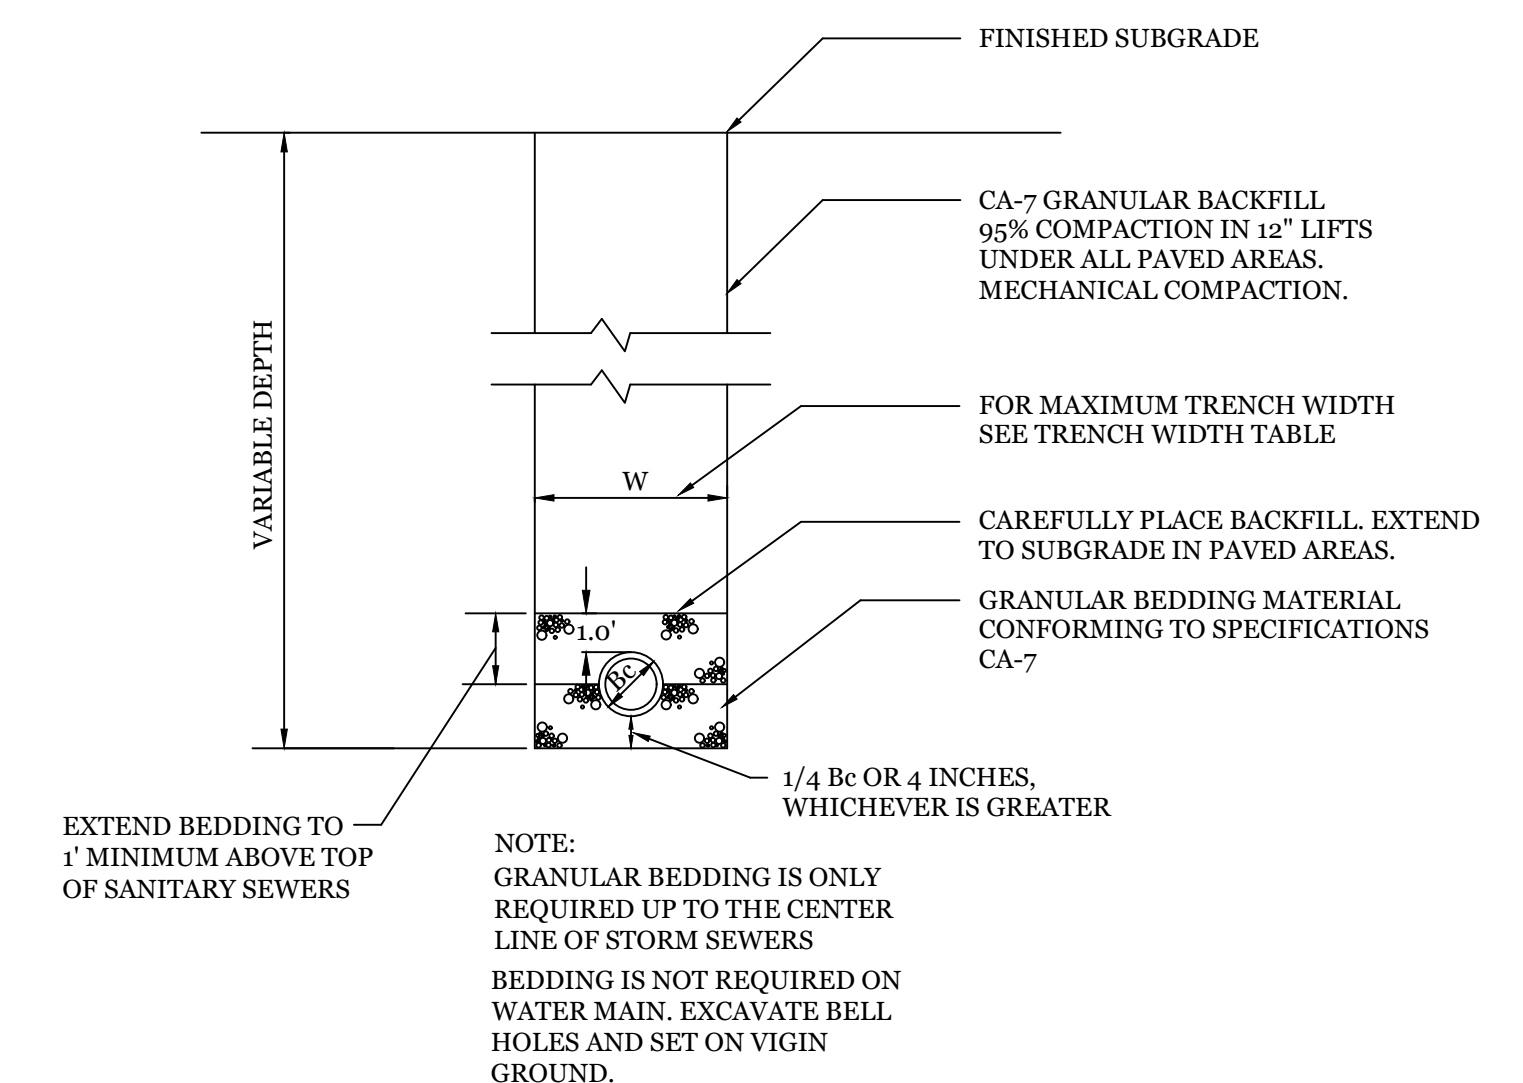 FINISHED SUBGRADE
CA-7 GRANULAR BACKFILL
95% COMPACTION IN 12" LIFTS
UNDER ALL PAVED AREAS.
MECHANICAL COMPACTION.
VARIABLE DEPTH
FOR MAXIMUM TRENCH WIDTH
SEE TRENCH WIDTH TABLE
W
CAREFULLY PLACE BACKFILL. EXTEND
TO SUBGRADE IN PAVED AREAS.
GRANULAR BEDDING MATERIAL
CONFORMING TO SPECIFICATIONS
CA-7
1.0'
Bc
1/4 Bc OR 4 INCHES,
WHICHEVER IS GREATER
EXTEND BEDDING TO
1' MINIMUM ABOVE TOP
OF SANITARY SEWERS
NOTE:
GRANULAR BEDDING IS ONLY
REQUIRED UP TO THE CENTER
LINE OF STORM SEWERS
BEDDING IS NOT REQUIRED ON
WATER MAIN. EXCAVATE BELL
HOLES AND SET ON VIGIN
GROUND.